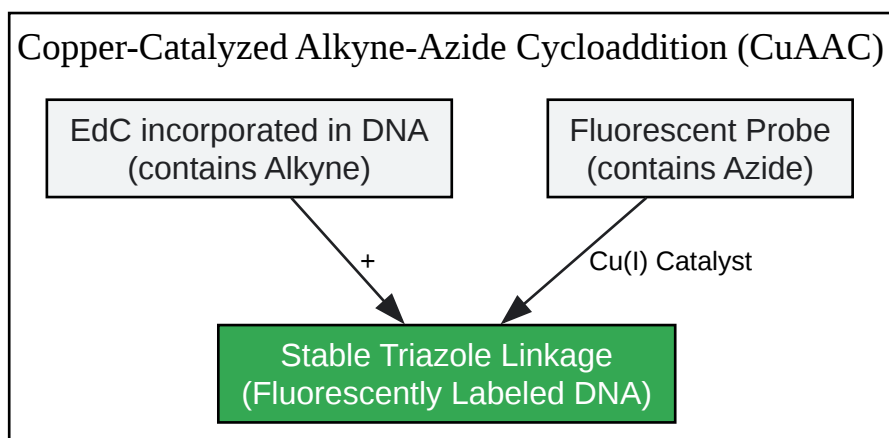 Copper-Catalyzed Alkyne-Azide Cycloaddition (CuAAC)
EdC incorporated in DNA
(contains Alkyne)
Fluorescent Probe
(contains Azide)
+
Cu(I) Catalyst
Stable Triazole Linkage
(Fluorescently Labeled DNA)